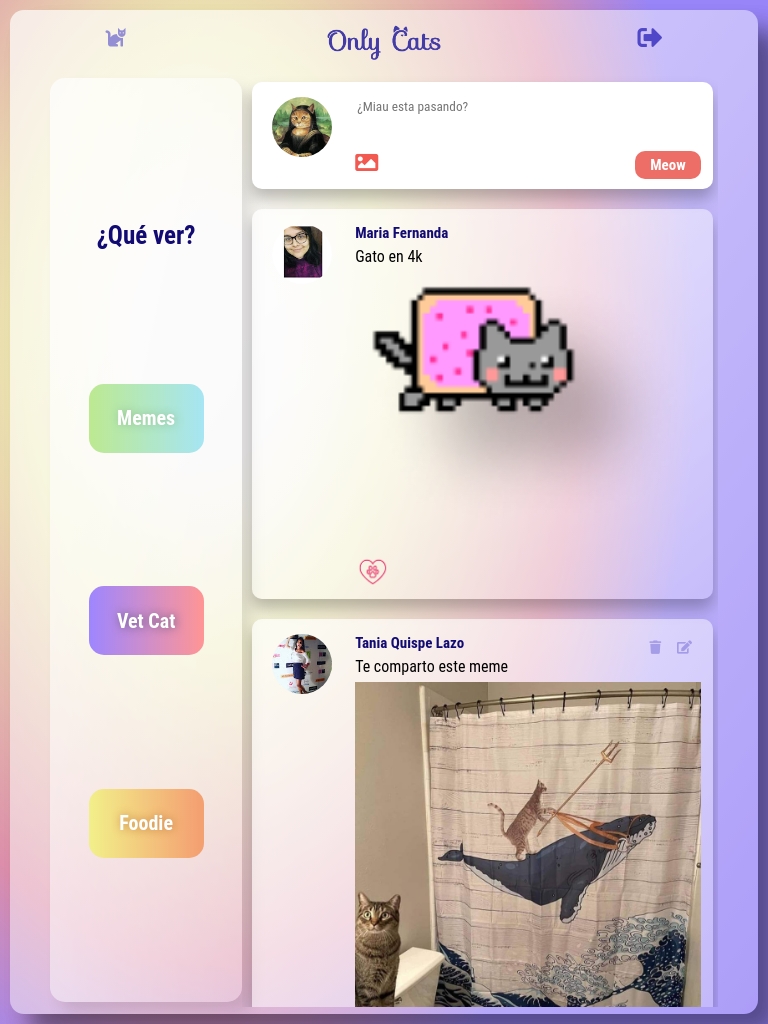 Only Cats
¿Qué ver?
Memes
Vet Cat
Foodie
¿Miau esta pasando?
Meow
Maria Fernanda
Gato en 4k
Tania Quispe Lazo
Te comparto este meme